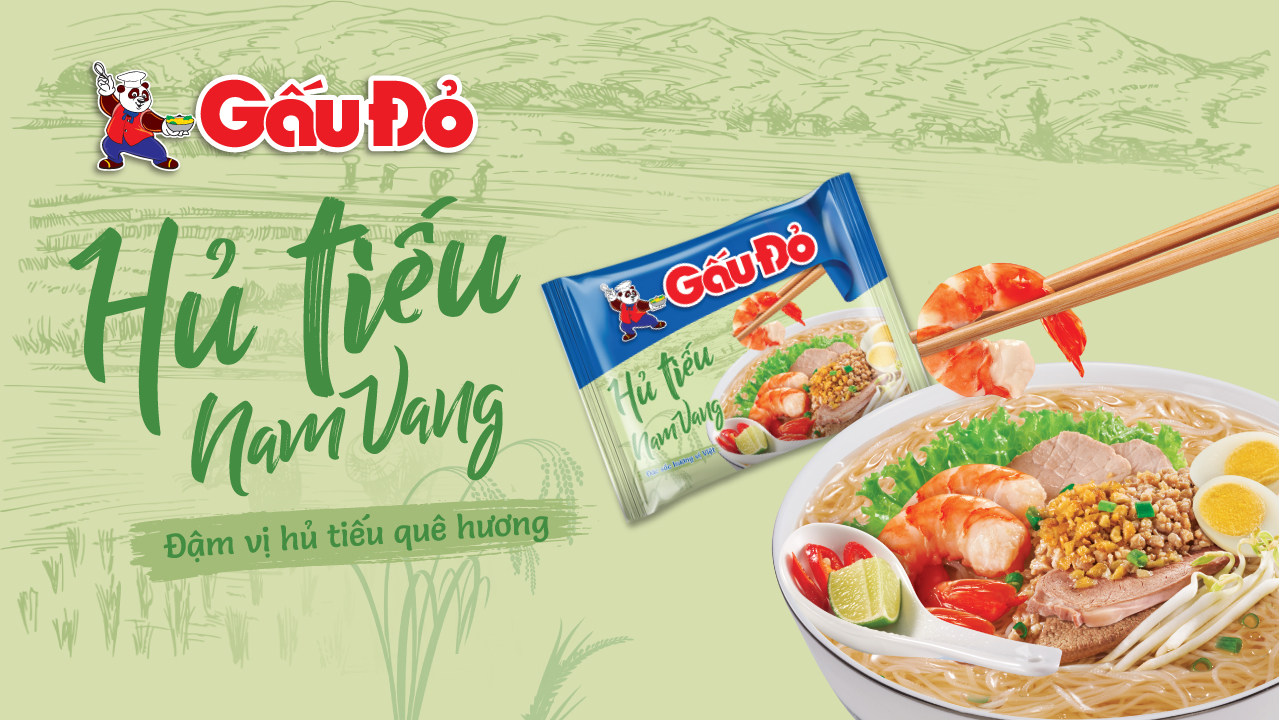 Gấu Đỏ
Hủ tiếu
Nam Vang
Đậm vị hủ tiếu quê hương
Gấu Đỏ
Hủ tiếu
Nam Vang